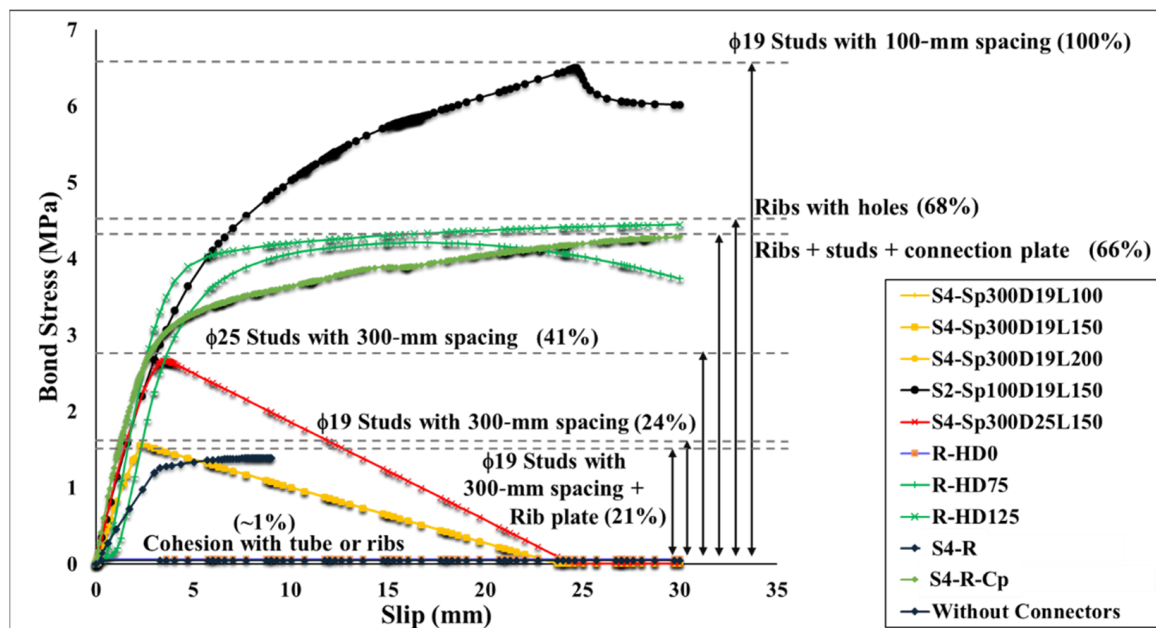 7
ϕ19 Studs with 100-mm spacing (100%)
6
5
Ribs with holes (68%)
4
Ribs + studs + connection plate (66%)
Bond Stress (MPa)
3
ϕ25 Studs with 300-mm spacing (41%)
2
ϕ19 Studs with 300-mm spacing (24%)
ϕ19 Studs with
300-mm spacing +
Rib plate (21%)
1
(~1%)
Cohesion with tube or ribs
0
0 5 10 15 20 25 30 35
Slip (mm)
S4-Sp300D19L100
S4-Sp300D19L150
S4-Sp300D19L200
S2-Sp100D19L150
S4-Sp300D25L150
R-HD0
R-HD75
R-HD125
S4-R
S4-R-Cp
Without Connectors